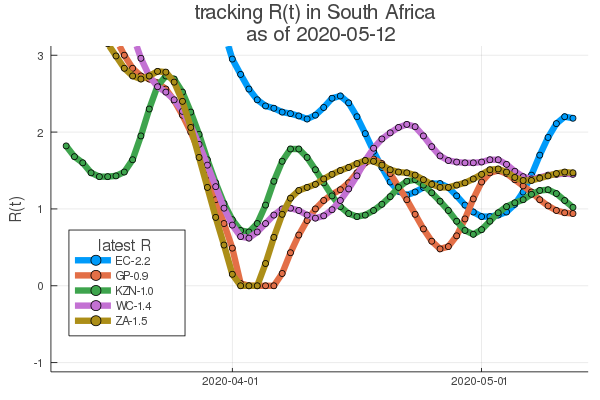 tracking R(t) in South Africa
as of 2020-05-12
3
2
1
0
-1
R(t)
latest R
EC-2.2
GP-0.9
KZN-1.0
WC-1.4
ZA-1.5
2020-04-01
2020-05-01